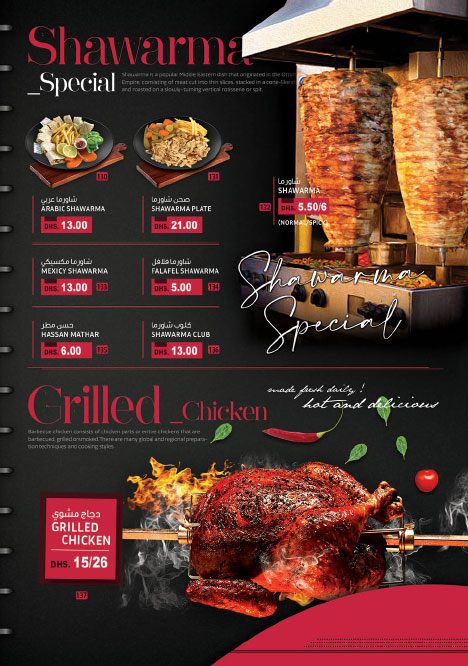 Shawarma
_Special
Shawarma is a popular Middle Eastern dish that originated in the Ottom
Empire, consisting of meat cut into thin slices, stacked in a cone-like
and roasted on a slowly-turning vertical rotisserie or spit.
130
131
شاورما عربي
ARABIC SHAWARMA
DHS. 13.00
صحن شاورما
SHAWARMA PLATE
DHS. 21.00
شاورما
SHAWARMA
132
DHS. 5.50/6
(NORMAL/SPICY)
شاورما مكسيكي
MEXICY SHAWARMA
DHS. 13.00
133
شاورما فلافل
FALAFEL SHAWARMA
DHS. 5.00
134
حسن مطر
HASSAN MATHAR
DHS. 6.00
135
كلوب شاورما
SHAWARMA CLUB
DHS. 13.00
136
Shawarma
Special
Grilled _Chicken
made fresh daily!
hot and delicious
Barbecue chicken consists of chicken parts or entire chickens that are
barbecued, grilled or smoked. There are many global and regional prepara-
tion techniques and cooking styles
دجاج مشوي
GRILLED
CHICKEN
DHS. 15/26
137